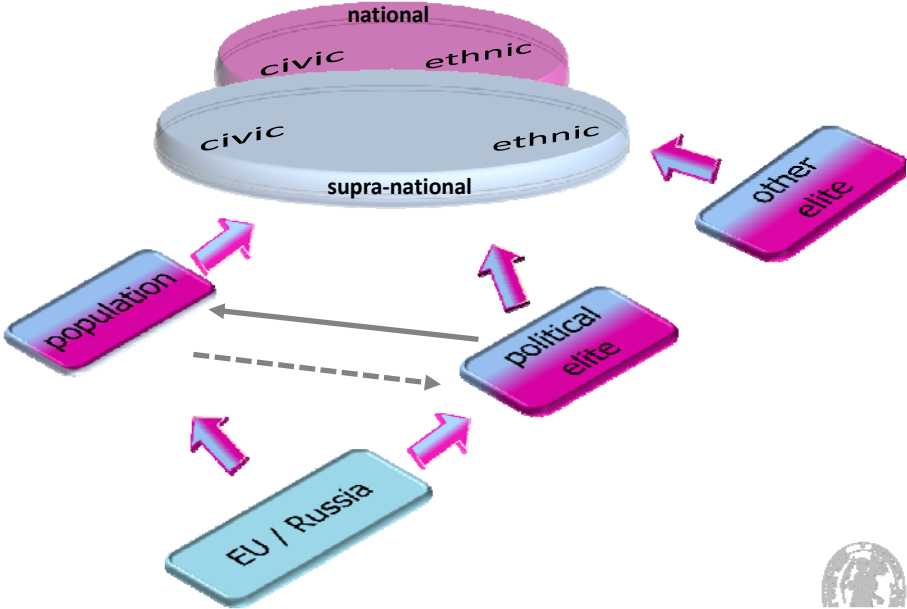 national
civic ethnic
civic ethnic
supra-national
other
elite
population
political
elite
EU / Russia